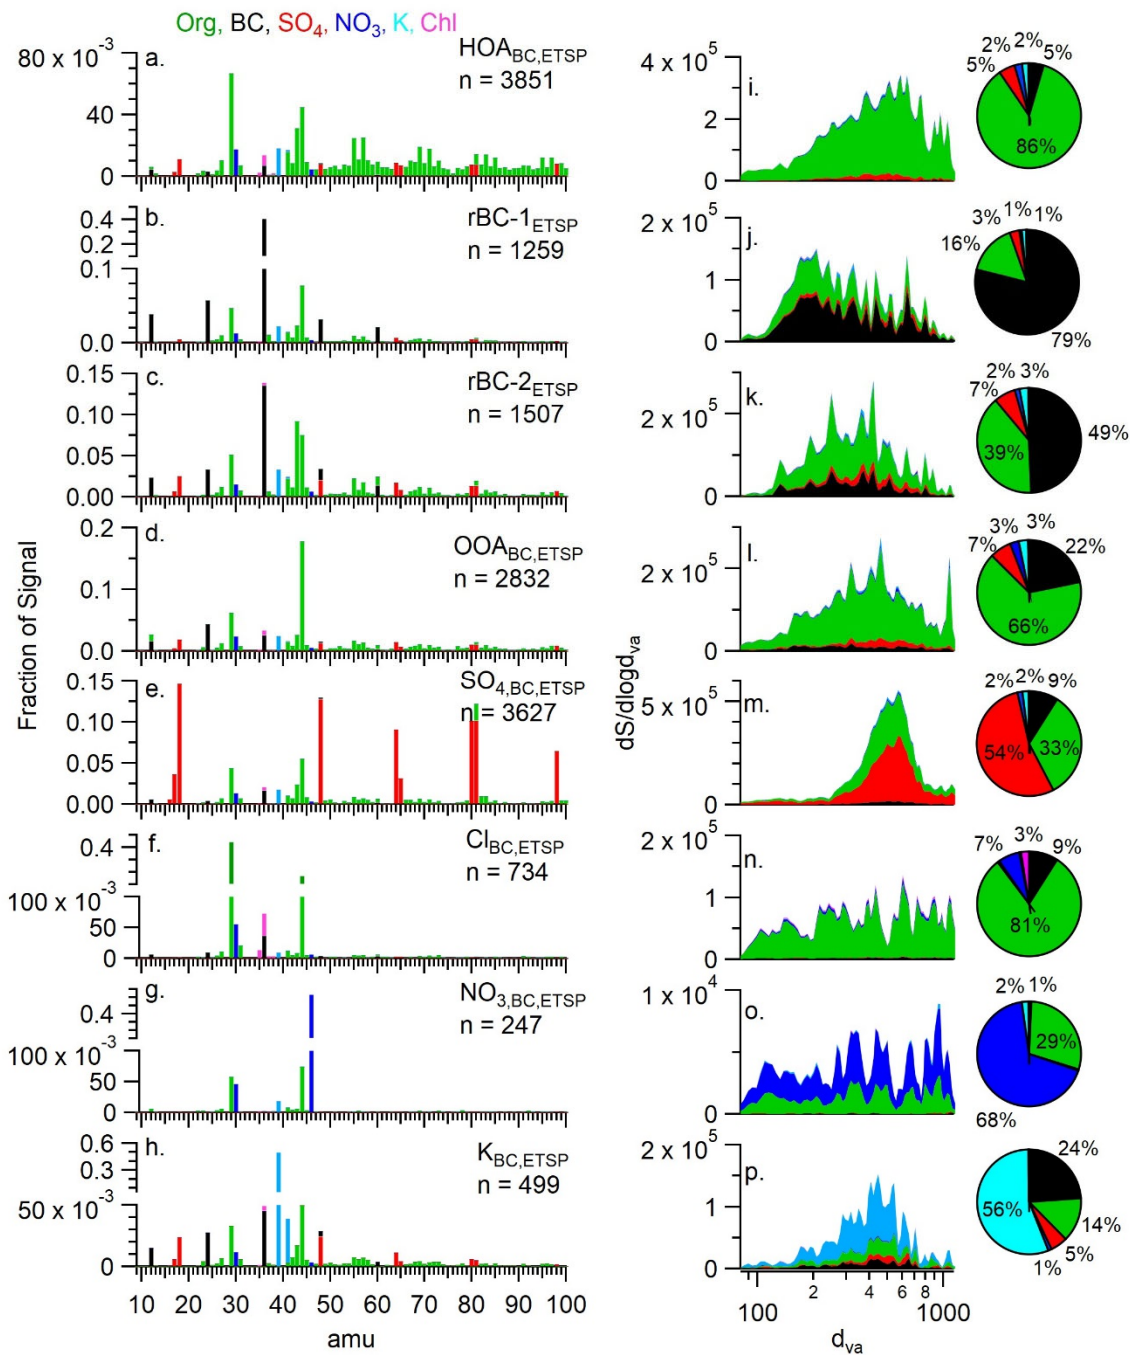 Org, BC, SO4, NO3, K, Chl
80 x 10-3
40
0
a.
HOABC,ETSP
n = 3851
0.4
0.2
0.1
0.0
b.
rBC-1ETSP
n = 1259
0.15
0.10
0.05
0.00
c.
rBC-2ETSP
n = 1507
0.2
0.1
0.0
d.
OOABC,ETSP
n = 2832
0.15
0.10
0.05
0.00
e.
SO4,BC,ETSP
n = 3627
0.4
100 x 10-3
50
0
f.
ClBC,ETSP
n = 734
0.4
100 x 10-3
50
0
g.
NO3,BC,ETSP
n = 247
0.6
0.3
50 x 10-3
0
h.
KBC,ETSP
n = 499
10 20 30 40 50 60 70 80 90 100
amu
Fraction of Signal
4 x 105
2
0
i.
5% 2% 2% 5%
86%
2 x 105
1
0
j.
16% 3% 1% 1%
79%
2 x 105
0
k.
7% 2% 3%
39%
49%
2 x 105
0
l.
7% 3% 3% 22%
66%
5 x 105
0
m.
2% 2% 9%
54% 33%
2 x 105
1
0
n.
7% 3% 9%
81%
1 x 104
0
o.
2% 1%
29%
68%
2 x 105
1
0
p.
24%
56%
14%
5%
1%
100 2 4 6 8 1000
dva
dS/dlogdva